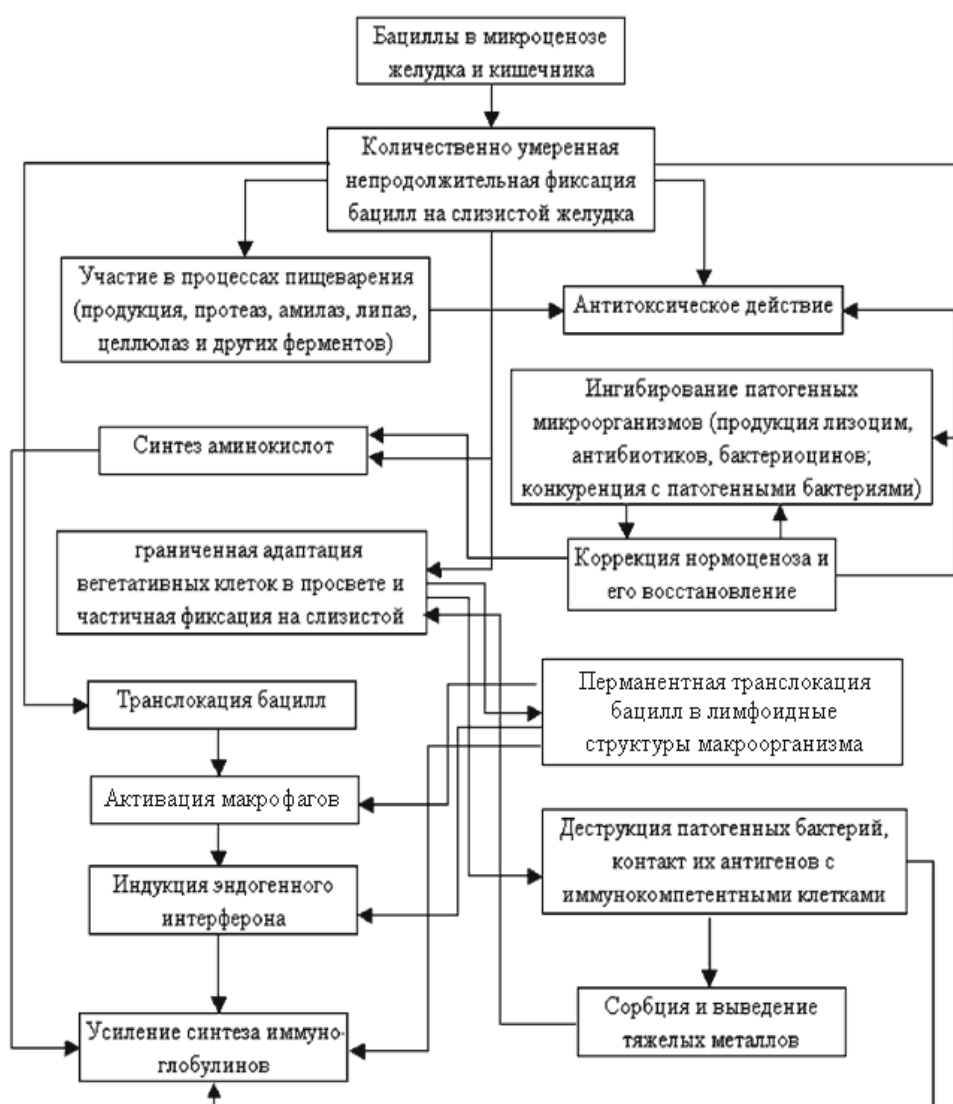 Бациллы в микроценозе
желудка и кишечника
Количественно умеренная
непродолжительная фиксация
бацилл на слизистой желудка
Участие в процессах пищеварения
(продукция, протеаз, амилаз, липаз,
целлюлаз и других ферментов)
Антитоксическое действие
Ингибирование патогенных
микроорганизмов (продукция лизоцим,
антибиотиков, бактериоцинов;
конкуренция с патогенными бактериями)
Синтез аминокислот
граниченная адаптация
вегетативных клеток в просвете и
частичная фиксация на слизистой
Коррекция нормоценоза и
его восстановление
Транслокация бацилл
Перманентная транслокация
бацилл в лимфоидные
структуры макроорганизма
Активация макрофагов
Деструкция патогенных бактерий,
контакт их антигенов с
иммунокомпетентными клетками
Индукция эндогенного
интерферона
Сорбция и выведение
тяжелых металлов
Усиление синтеза иммуно-
глобулинов